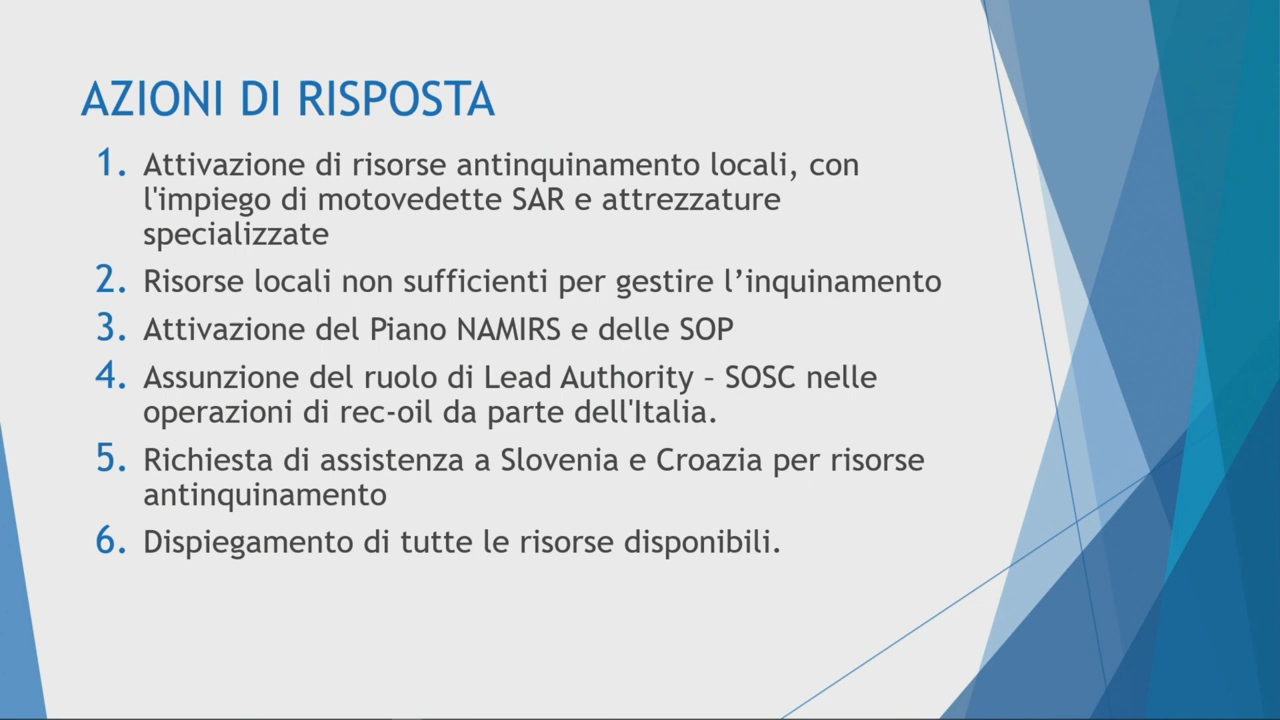 AZIONI DI RISPOSTA
1. Attivazione di risorse antinquinamento locali, con
l'impiego di motovedette SAR e attrezzature
specializzate
2. Risorse locali non sufficienti per gestire l’inquinamento
3. Attivazione del Piano NAMIRS e delle SOP
4. Assunzione del ruolo di Lead Authority – SOSC nelle
operazioni di rec-oil da parte dell'Italia.
5. Richiesta di assistenza a Slovenia e Croazia per risorse
antinquinamento
6. Dispiegamento di tutte le risorse disponibili.